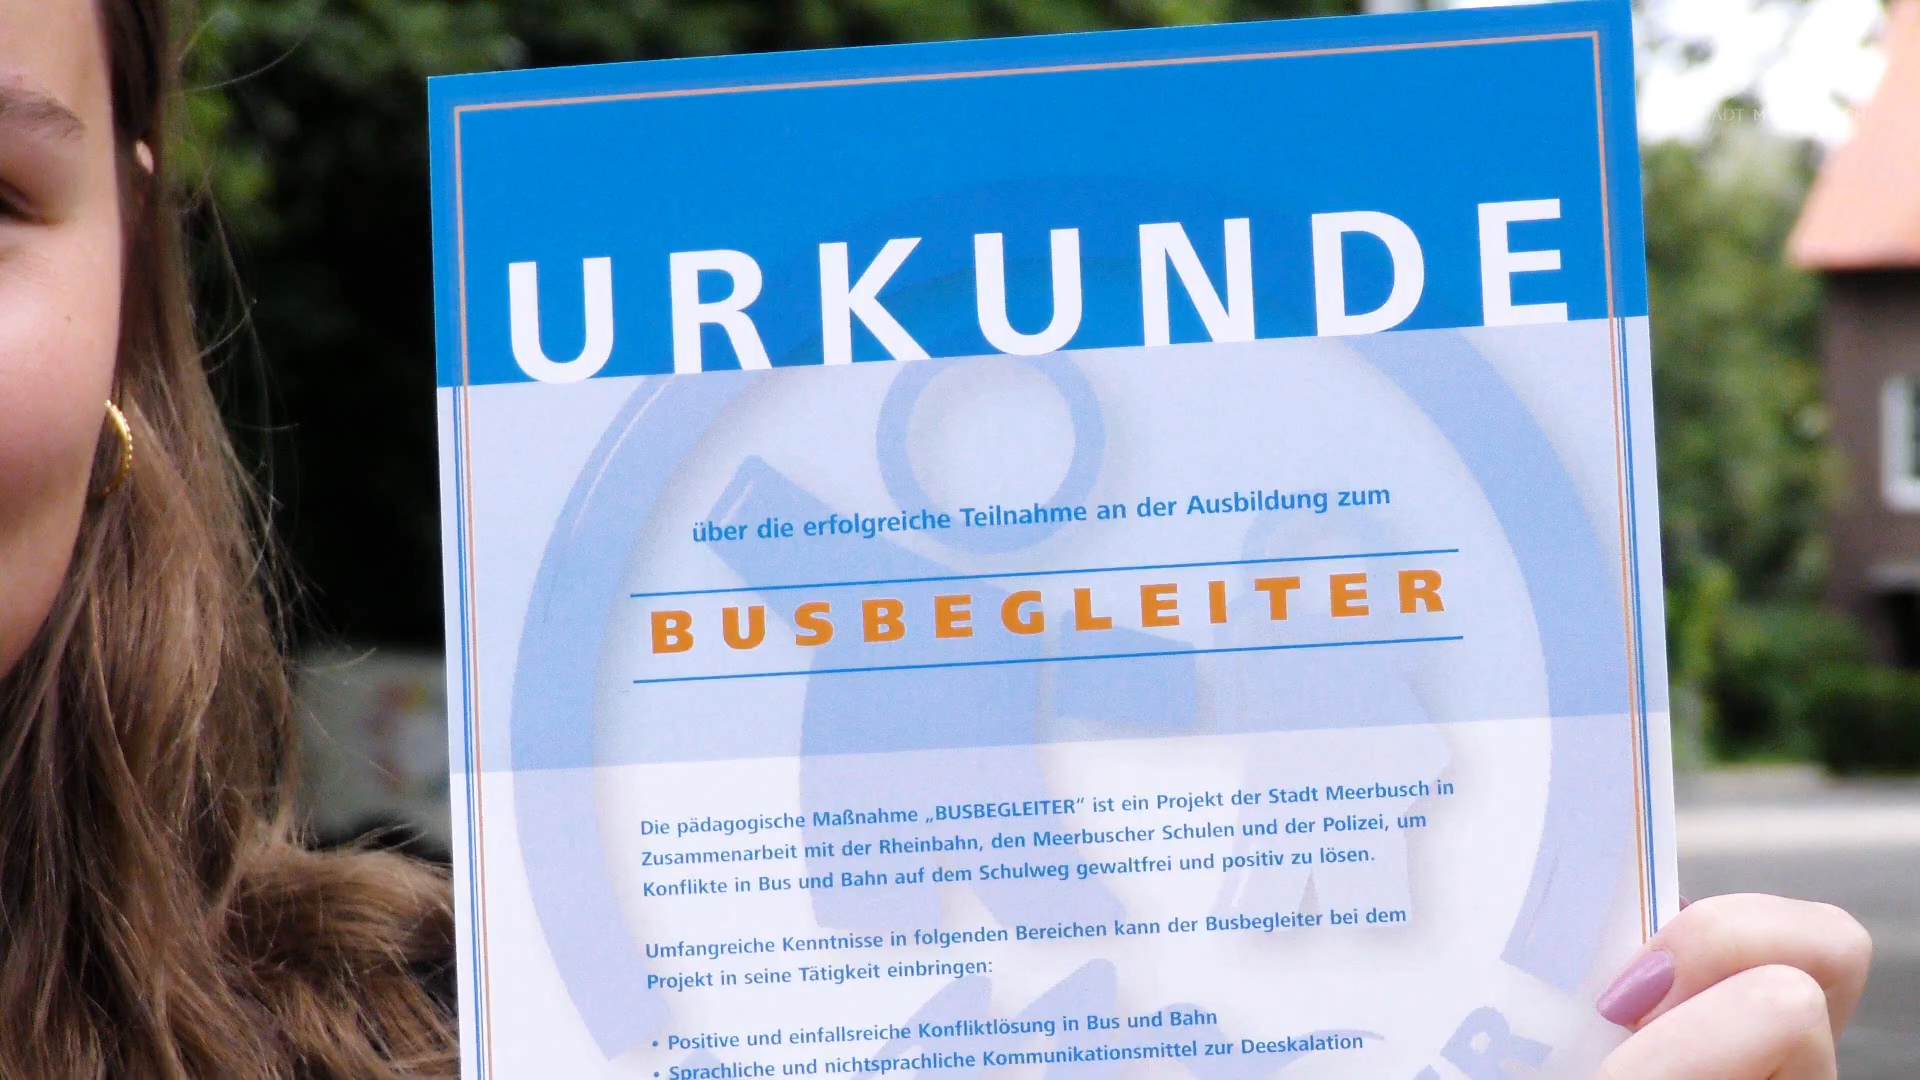 URKUNDE
über die erfolgreiche Teilnahme an der Ausbildung zum
BUSBEGLEITER
Die pädagogische Maßnahme „BUSBEGLEITER“ ist ein Projekt der Stadt Meerbusch in
Zusammenarbeit mit der Rheinbahn, den Meerbuscher Schulen und der Polizei, um
Konflikte in Bus und Bahn auf dem Schulweg gewaltfrei und positiv zu lösen.
Umfangreiche Kenntnisse in folgenden Bereichen kann der Busbegleiter bei dem
Projekt in seine Tätigkeit einbringen:
• Positive und einfallsreiche Konfliktlösung in Bus und Bahn
• Sprachliche und nichtsprachliche Kommunikationsmittel zur Deeskalation